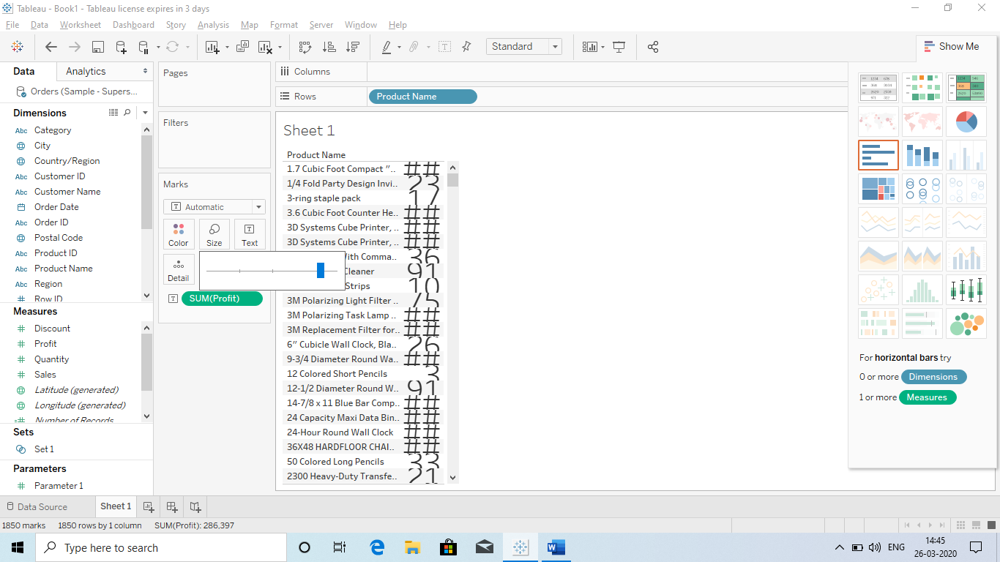 Tableau - Book1 - Tableau license expires in 3 days
File Data Worksheet Dashboard Story Analysis Map Format Server Window Help
Standard
Show Me
Data Analytics
Orders (Sample - Supers...
Dimensions
Abc Category
City
Country/Region
Abc Customer ID
Abc Customer Name
Order Date
Abc Order ID
Postal Code
Abc Product ID
Abc Product Name
Abc Region
# Row ID
Measures
# Discount
# Profit
# Quantity
# Sales
Latitude (generated)
Longitude (generated)
Number of Records
Sets
Set 1
Parameters
# Parameter 1
Pages
Filters
Marks
Automatic
Color Size Text
Detail
SUM(Profit)
Columns
Rows Product Name
Sheet 1
Product Name
1.7 Cubic Foot Compact ”.. ##
1/4 Fold Party Design Invi.. 23
3-ring staple pack 17
3.6 Cubic Foot Counter He.. ##
3D Systems Cube Printer, .. ##
3D Systems Cube Printer, .. ##
With Comma.. 36
Cleaner 91
Strips 10
3M Polarizing Light Filter .. 75
3M Polarizing Task Lamp .. ##
3M Replacement Filter for.. ##
6” Cubicle Wall Clock, Bla.. 26
9-3/4 Diameter Round Wa.. ##
12 Colored Short Pencils 3
12-1/2 Diameter Round W.. 91
14-7/8 x 11 Blue Bar Comp.. ##
24 Capacity Maxi Data Bin.. ##
24-Hour Round Wall Clock ##
36X48 HARDFLOOR CHAI.. ##
50 Colored Long Pencils 33
2300 Heavy-Duty Transfe.. 21
For horizontal bars try
0 or more Dimensions
1 or more Measures
Data Source Sheet 1
1850 marks 1850 rows by 1 column SUM(Profit): 286,397
Type here to search
ENG
14:45
26-03-2020